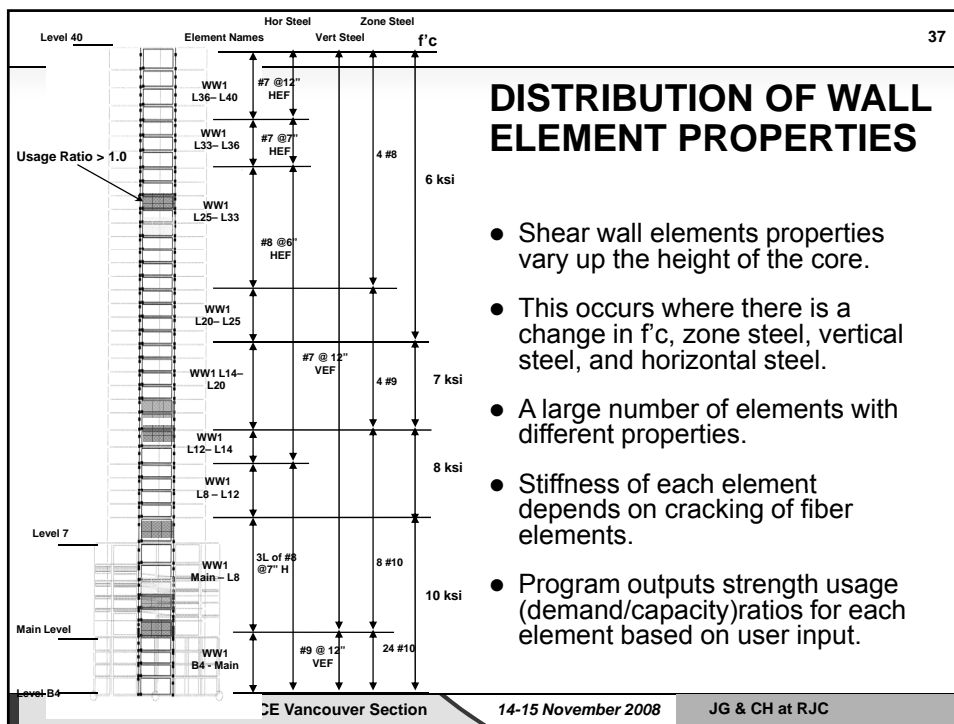 Hor Steel
Zone Steel
Level 40
Element Names
Vert Steel
f'c
37
DISTRIBUTION OF WALL
ELEMENT PROPERTIES
WW1
L36– L40
#7 @12"
HEF
WW1
L33– L36
#7 @7"
HEF
Usage Ratio > 1.0
4 #8
6 ksi
WW1
L25– L33
#8 @6"
HEF
WW1
L20– L25
#7 @ 12"
VEF
WW1 L14–
L20
4 #9
7 ksi
WW1
L12– L14
8 ksi
WW1
L8 – L12
Level 7
3L of #8
@7" H
8 #10
WW1
Main – L8
10 ksi
Main Level
WW1
B4 - Main
#9 @ 12"
VEF
24 #10
Level B4
● Shear wall elements properties
vary up the height of the core.
● This occurs where there is a
change in f'c, zone steel, vertical
steel, and horizontal steel.
● A large number of elements with
different properties.
● Stiffness of each element
depends on cracking of fiber
elements.
● Program outputs strength usage
(demand/capacity)ratios for each
element based on user input.
CE Vancouver Section
14-15 November 2008
JG & CH at RJC